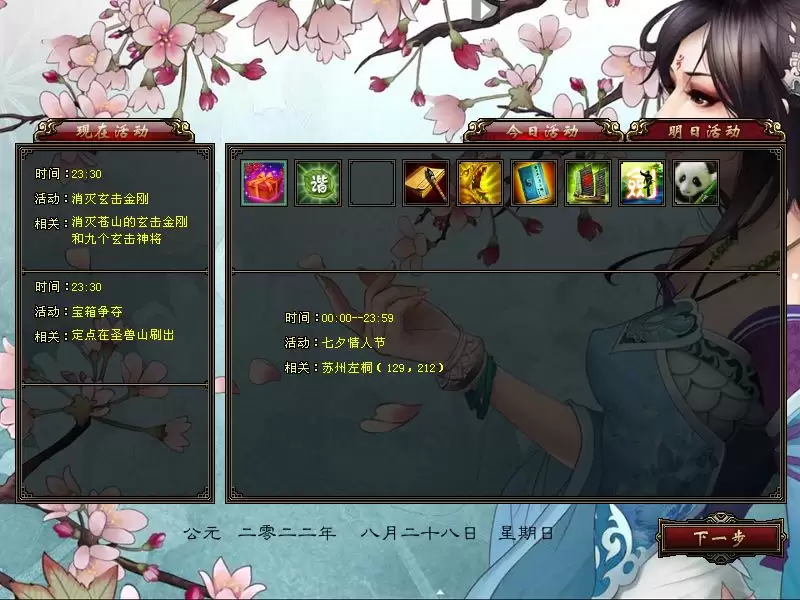 现在活动
今日活动
明日活动
时间：23:30
活动：消灭玄击金刚
相关：消灭苍山的玄击金刚
和九个玄击神将
时间：23:30
活动：宝箱争夺
相关：定点在圣兽山刷出
谐
时间：00:00--23:59
活动：七夕情人节
相关：苏州左桐（129，212）
公元 二零二二年 八月二十八日 星期日
下一步